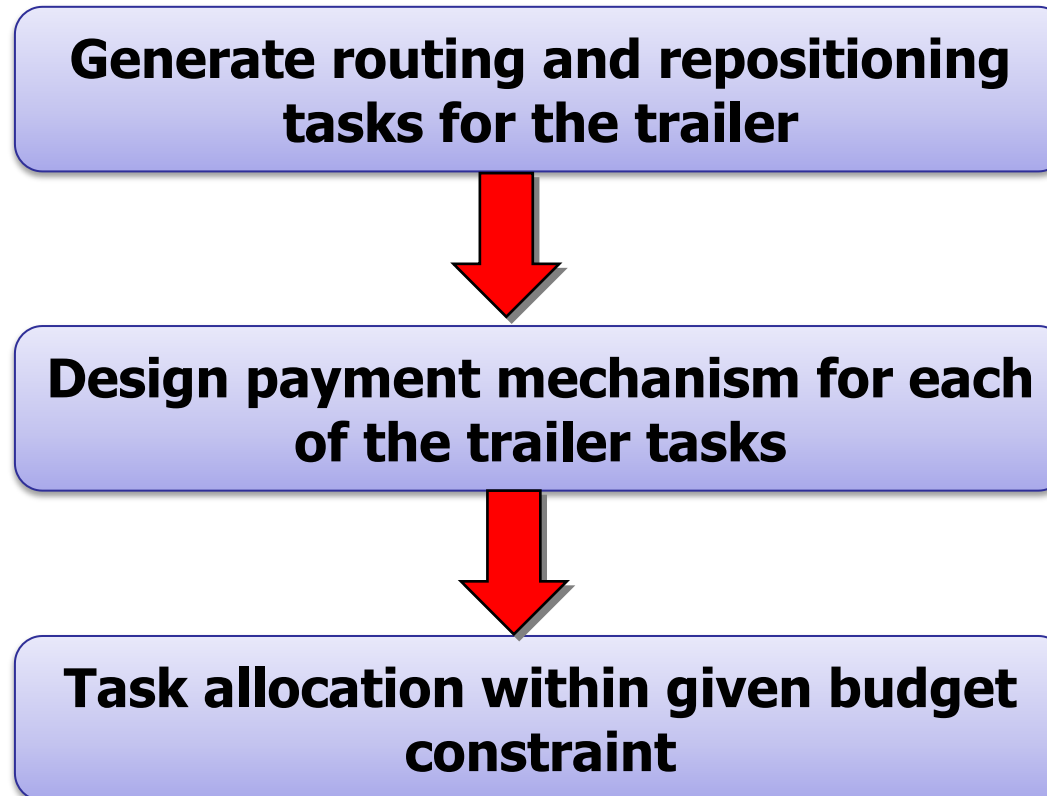 Generate routing and repositioning
tasks for the trailer
Design payment mechanism for each
of the trailer tasks
Task allocation within given budget
constraint